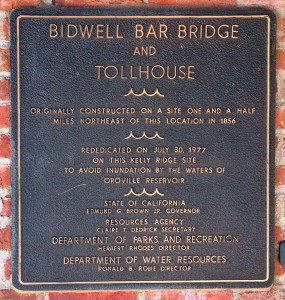 BIDWELL BAR BRIDGE
AND
TOLLHOUSE
ORIGINALLY CONSTRUCTED ON A SITE ONE AND A HALF
MILES NORTHEAST OF THIS LOCATION IN 1856
REDEDICATED ON JULY 30, 1977
ON THIS KELLY RIDGE SITE
TO AVOID INUNDATION BY THE WATERS OF
OROVILLE RESERVOIR
STATE OF CALIFORNIA
EDMUND G. BROWN JR. GOVERNOR
RESOURCES AGENCY
CLAIRE T. DEDRICK SECRETARY
DEPARTMENT OF PARKS AND RECREATION
HERBERT RHODES DIRECTOR
DEPARTMENT OF WATER RESOURCES
RONALD B. ROBIE DIRECTOR